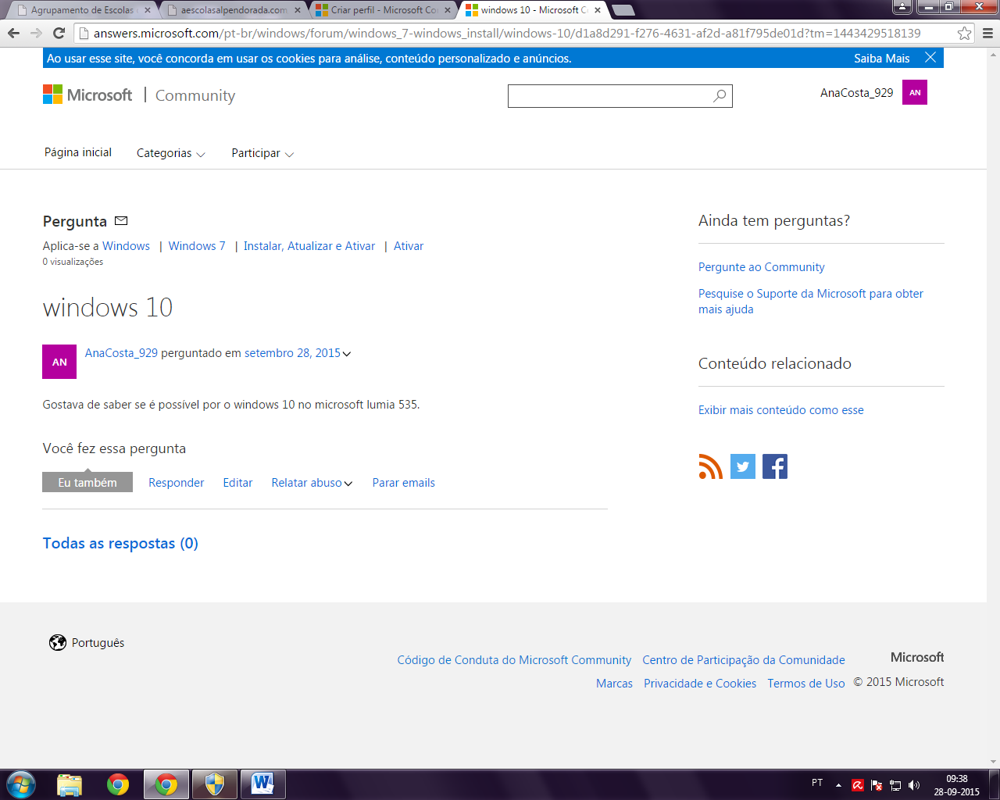 Agrupamento de Escolas
aescolasalpendorada.com
Criar perfil - Microsoft Co
windows 10 - Microsoft C
answers.microsoft.com/pt-br/windows/forum/windows_7-windows_install/windows-10/d1a8d291-f276-4631-af2d-a81f795de01d?tm=1443429518139
Ao usar esse site, você concorda em usar os cookies para análise, conteúdo personalizado e anúncios.
Saiba Mais
Microsoft | Community
AnaCosta_929
AN
Página inicial
Categorias
Participar
Pergunta
Aplica-se a Windows | Windows 7 | Instalar, Atualizar e Ativar | Ativar
0 visualizações
windows 10
AN
AnaCosta_929 perguntado em setembro 28, 2015
Gostava de saber se é possível por o windows 10 no microsoft lumia 535.
Você fez essa pergunta
Eu também
Responder
Editar
Relatar abuso
Parar emails
Todas as respostas (0)
Ainda tem perguntas?
Pergunte ao Community
Pesquise o Suporte da Microsoft para obter
mais ajuda
Conteúdo relacionado
Exibir mais conteúdo como esse
Português
Código de Conduta do Microsoft Community
Centro de Participação da Comunidade
Marcas
Privacidade e Cookies
Termos de Uso
Microsoft
© 2015 Microsoft
PT
09:38
28-09-2015